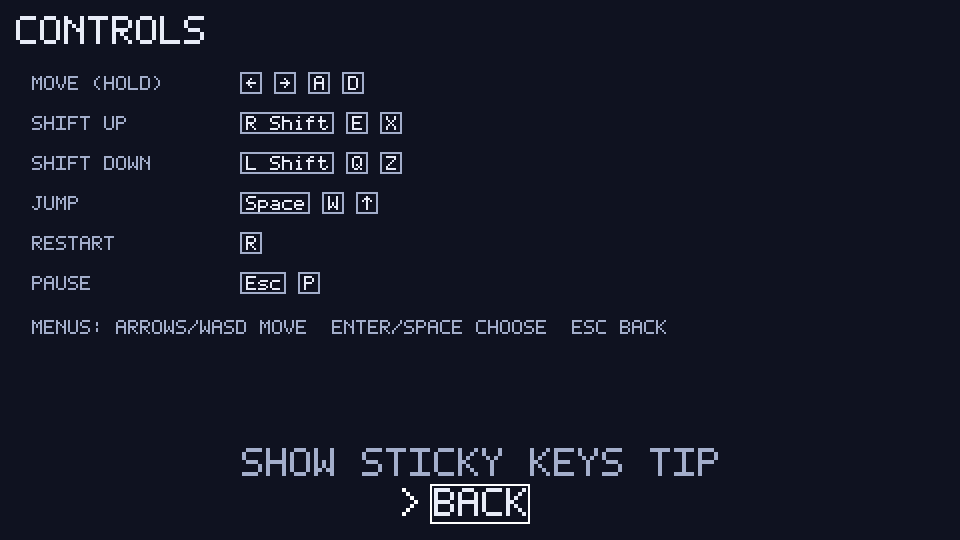 CONTROLS
MOVE (HOLD) ← → A D
SHIFT UP R Shift E X
SHIFT DOWN L Shift Q Z
JUMP Space W ↑
RESTART R
PAUSE Esc P
MENUS: ARROWS/WASD MOVE ENTER/SPACE CHOOSE ESC BACK
SHOW STICKY KEYS TIP
> BACK